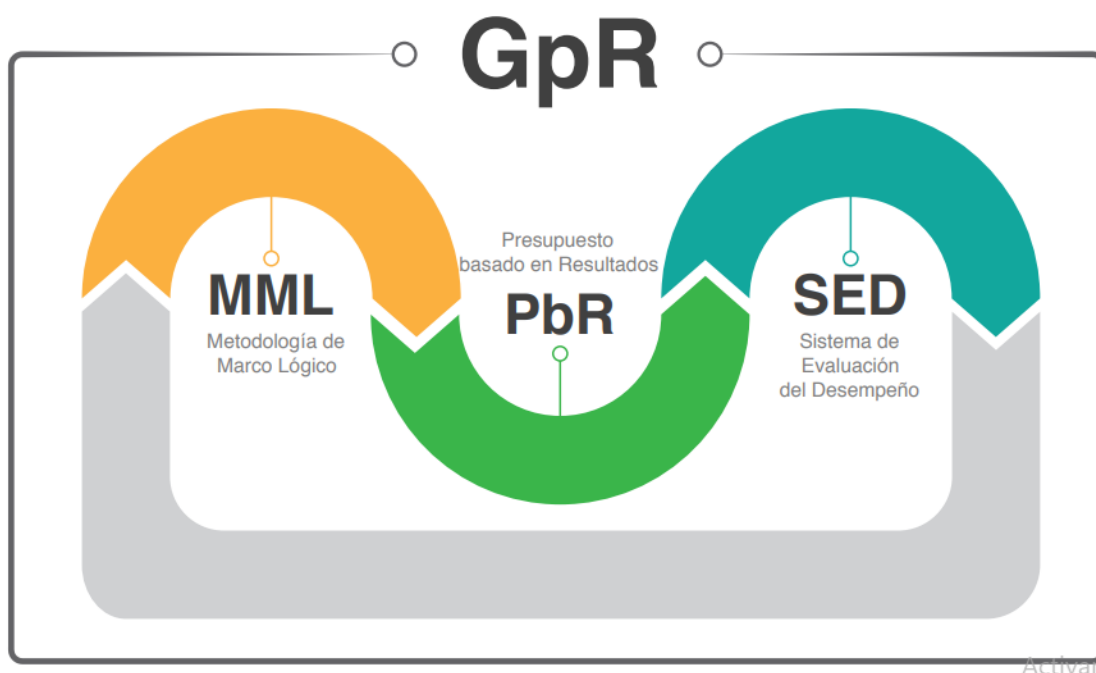 GpR
MML
Metodología de
Marco Lógico
Presupuesto
basado en Resultados
PbR
SED
Sistema de
Evaluación
del Desempeño